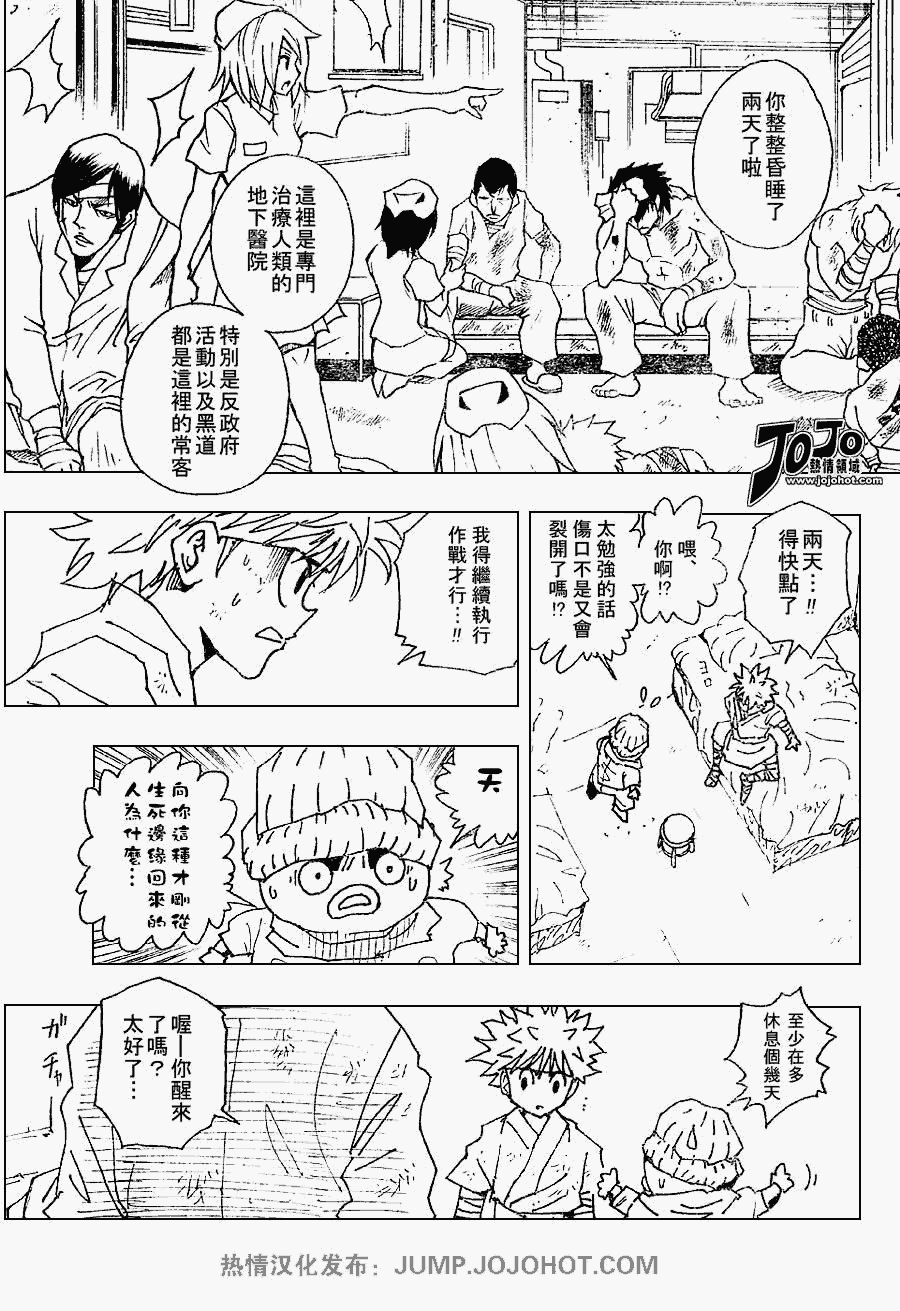 你整整昏睡了
兩天了啦
這裡是專門
治療人類的
地下醫院
特別是反政府
活動以及黑道
都是這裡的常客
JOJO
熱情領域
www.jojohot.com
兩天…!!
得快點了
喂、
你啊!?
太勉強的話
傷口不是又會
裂開了嗎!?
ヨロ
我得繼續執行
作戰才行…!!
天
向你這種才剛從
生死邊緣回來的
人為什麼…
至少在多
休息個幾天
喔—你醒來
了嗎？
太好了…
ガチャ
热情汉化发布：JUMP.JOJOHOT.COM